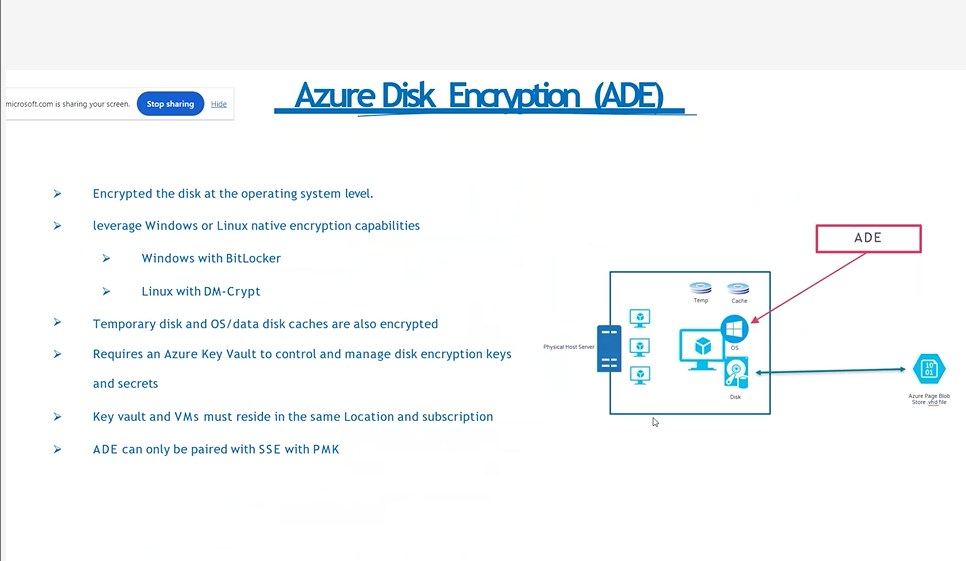 Azure Disk Encryption (ADE)
microsoft.com is sharing your screen. Stop sharing Hide
Encrypted the disk at the operating system level.
leverage Windows or Linux native encryption capabilities
Windows with BitLocker
Linux with DM-Crypt
Temporary disk and OS/data disk caches are also encrypted
Requires an Azure Key Vault to control and manage disk encryption keys
and secrets
Key vault and VMs must reside in the same Location and subscription
ADE can only be paired with SSE with PMK
ADE
Temp
Cache
OS
Physical Host Server
Disk
10
01
Azure Page Blob
Store .vhd file